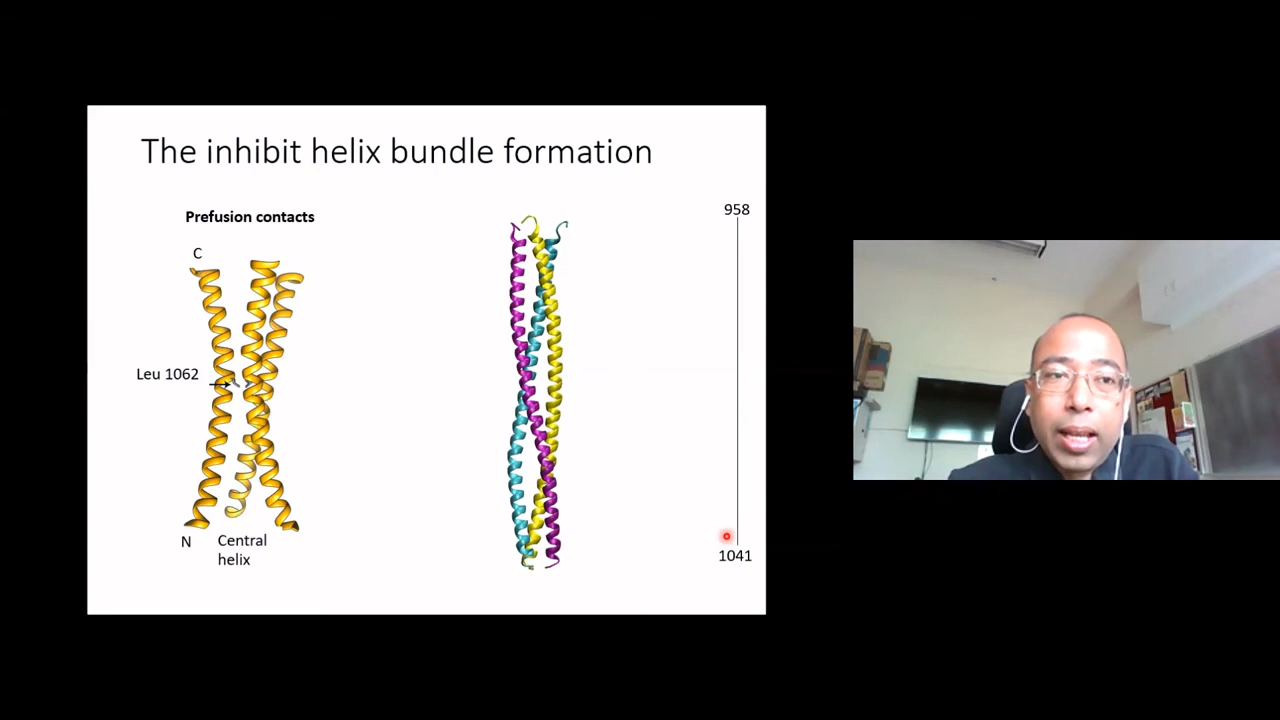 The inhibit helix bundle formation
Prefusion contacts
958
C
Leu 1062
N
Central
helix
1041